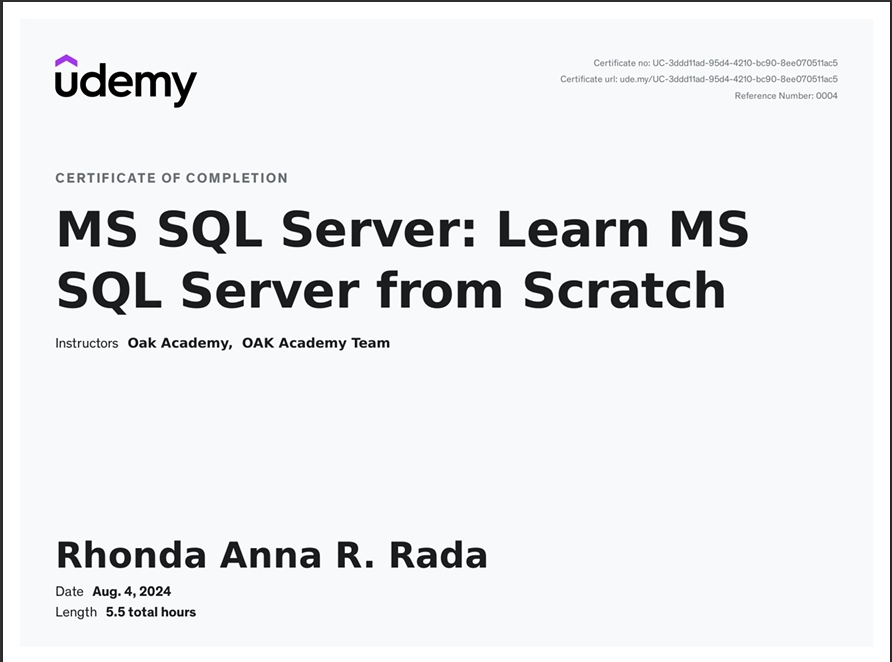 udemy
Certificate no: UC-3ddd11ad-95d4-4210-bc90-8ee070511ac5
Certificate url: ude.my/UC-3ddd11ad-95d4-4210-bc90-8ee070511ac5
Reference Number: 0004
CERTIFICATE OF COMPLETION
MS SQL Server: Learn MS
SQL Server from Scratch
Instructors Oak Academy, OAK Academy Team
Rhonda Anna R. Rada
Date Aug. 4, 2024
Length 5.5 total hours